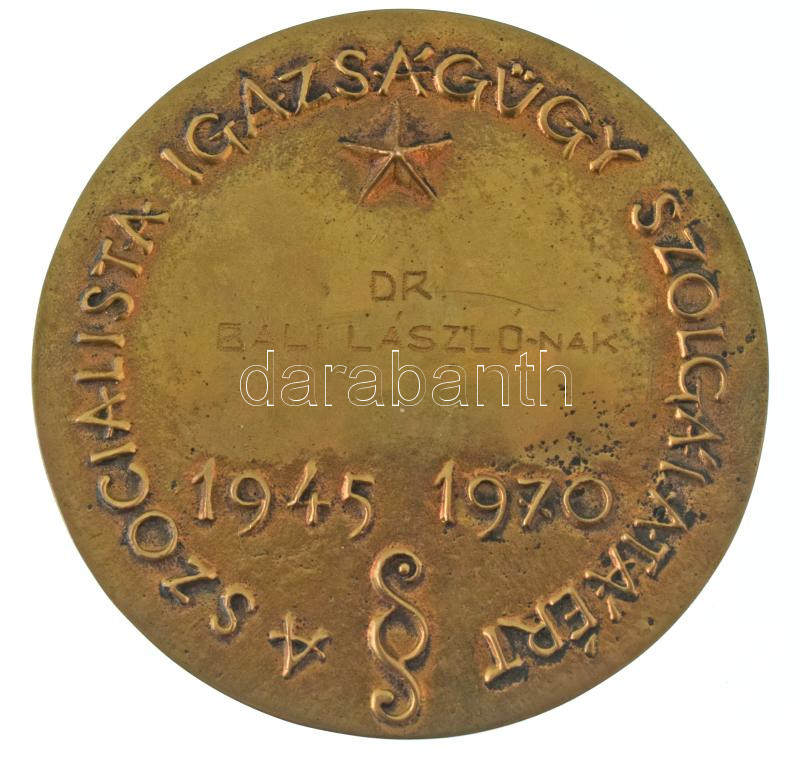 A SZOCIALISTA IGAZSÁGÜGY SZOLGÁLATÁÉRT
DR.
BALI LÁSZLÓ-NAK
darabanth
1945 1970
§